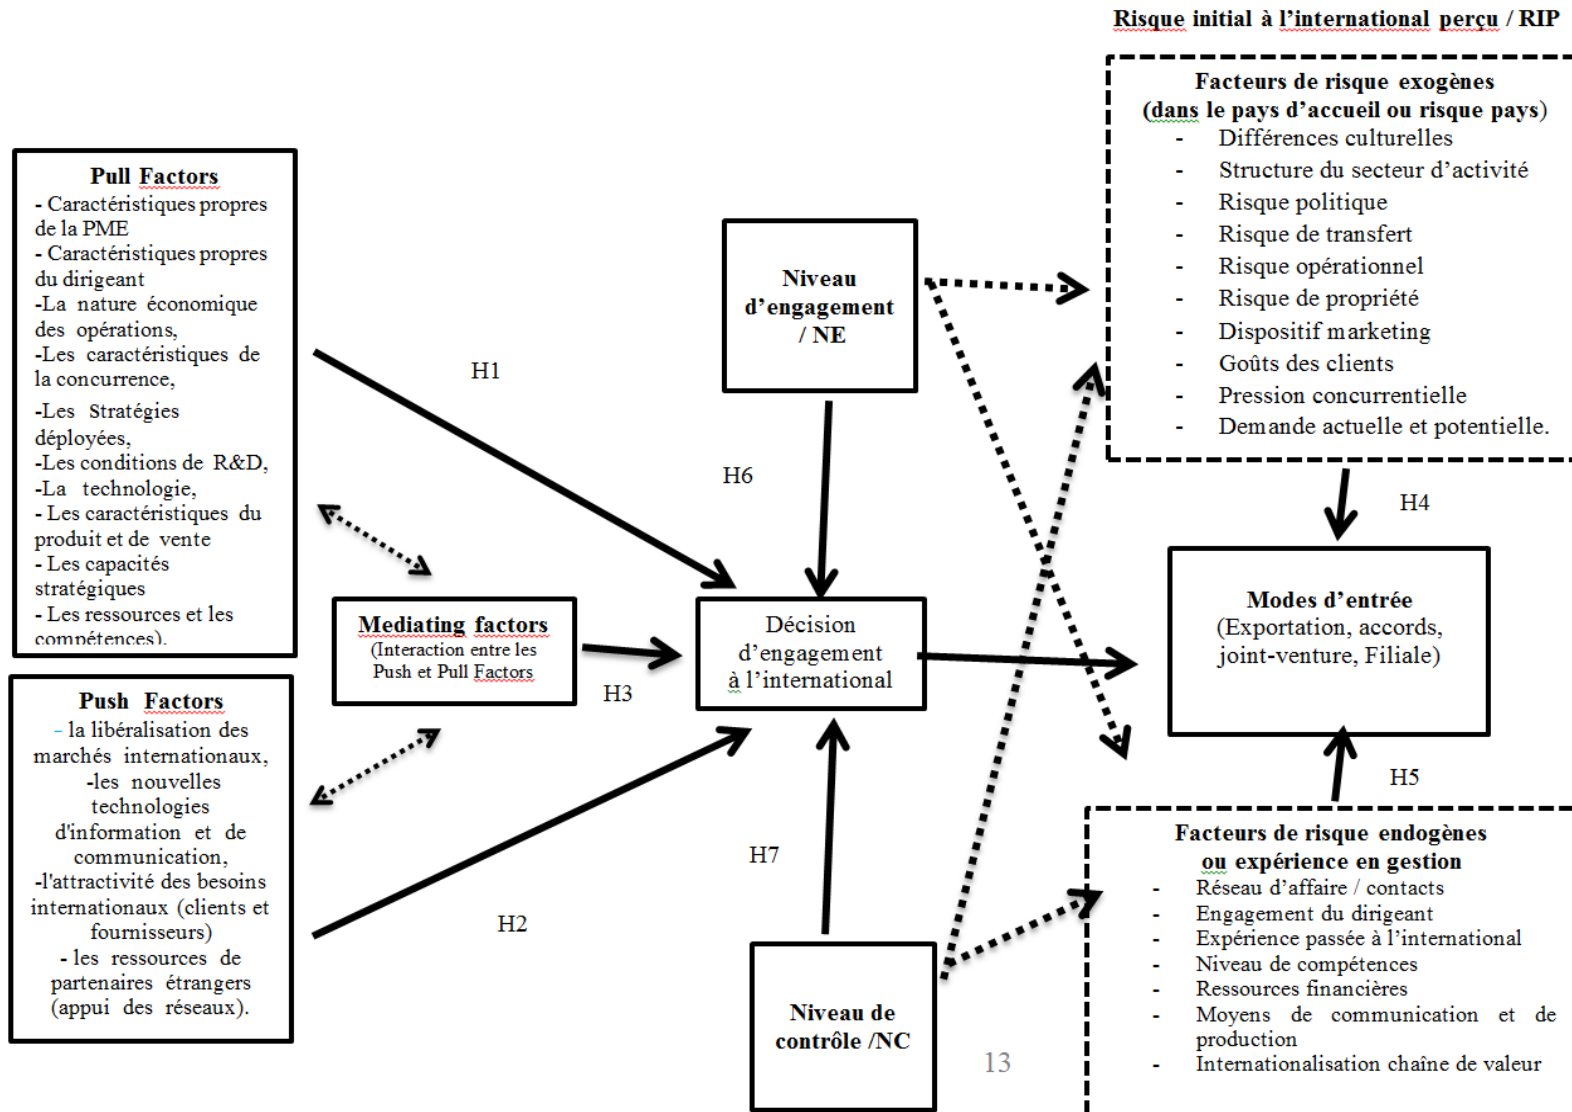 Risque initial à l'international perçu / RIP
Facteurs de risque exogènes
(dans le pays d'accueil ou risque pays)
- Différences culturelles
- Structure du secteur d'activité
- Risque politique
- Risque de transfert
- Risque opérationnel
- Risque de propriété
- Dispositif marketing
- Goûts des clients
- Pression concurrentielle
- Demande actuelle et potentielle.
Pull Factors
- Caractéristiques propres
de la PME
- Caractéristiques propres
du dirigeant
-La nature économique
des opérations,
-Les caractéristiques de
la concurrence,
-Les Stratégies
déployées,
-Les conditions de R&D,
-La technologie,
- Les caractéristiques du
produit et de vente
- Les capacités
stratégiques
- Les ressources et les
compétences).
Niveau
d'engagement
/ NE
H1
H6
H4
Mediating factors
(Interaction entre les
Push et Pull Factors
H3
Décision
d'engagement
à l'international
Modes d'entrée
(Exportation, accords,
joint-venture, Filiale)
Push Factors
– la libéralisation des
marchés internationaux,
-les nouvelles
technologies
d'information et de
communication,
-l'attractivité des besoins
internationaux (clients et
fournisseurs)
- les ressources de
partenaires étrangers
(appui des réseaux).
H2
H7
H5
Niveau de
contrôle /NC
Facteurs de risque endogènes
ou expérience en gestion
- Réseau d'affaire / contacts
- Engagement du dirigeant
- Expérience passée à l'international
- Niveau de compétences
- Ressources financières
- Moyens de communication et de
production
- Internationalisation chaîne de valeur
13